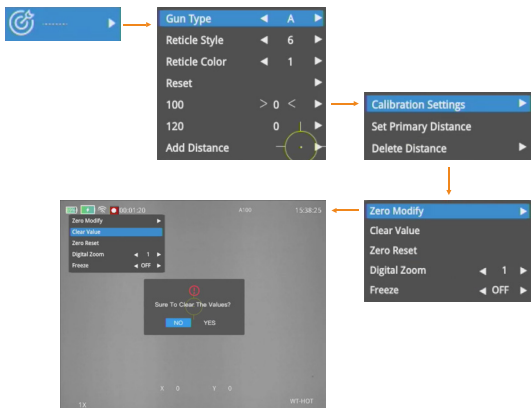 Gun Type ◀ A ▶
Reticle Style ◀ 6 ▶
Reticle Color ◀ 1 ▶
Reset ▶
100 > 0 < ▶
120 0 ▶
Add Distance ▶
Calibration Settings ▶
Set Primary Distance
Delete Distance ▶
Zero Modify ▶
Clear Value
Zero Reset
Digital Zoom ◀ 1 ▶
Freeze ◀ OFF ▶
00:01:20 A100 15:38:25
Zero Modify ▶
Clear Value
Zero Reset
Digital Zoom ◀ 1 ▶
Freeze ◀ OFF ▶
Sure To Clear The Values?
NO YES
X 0 Y 0
1X WT-HOT